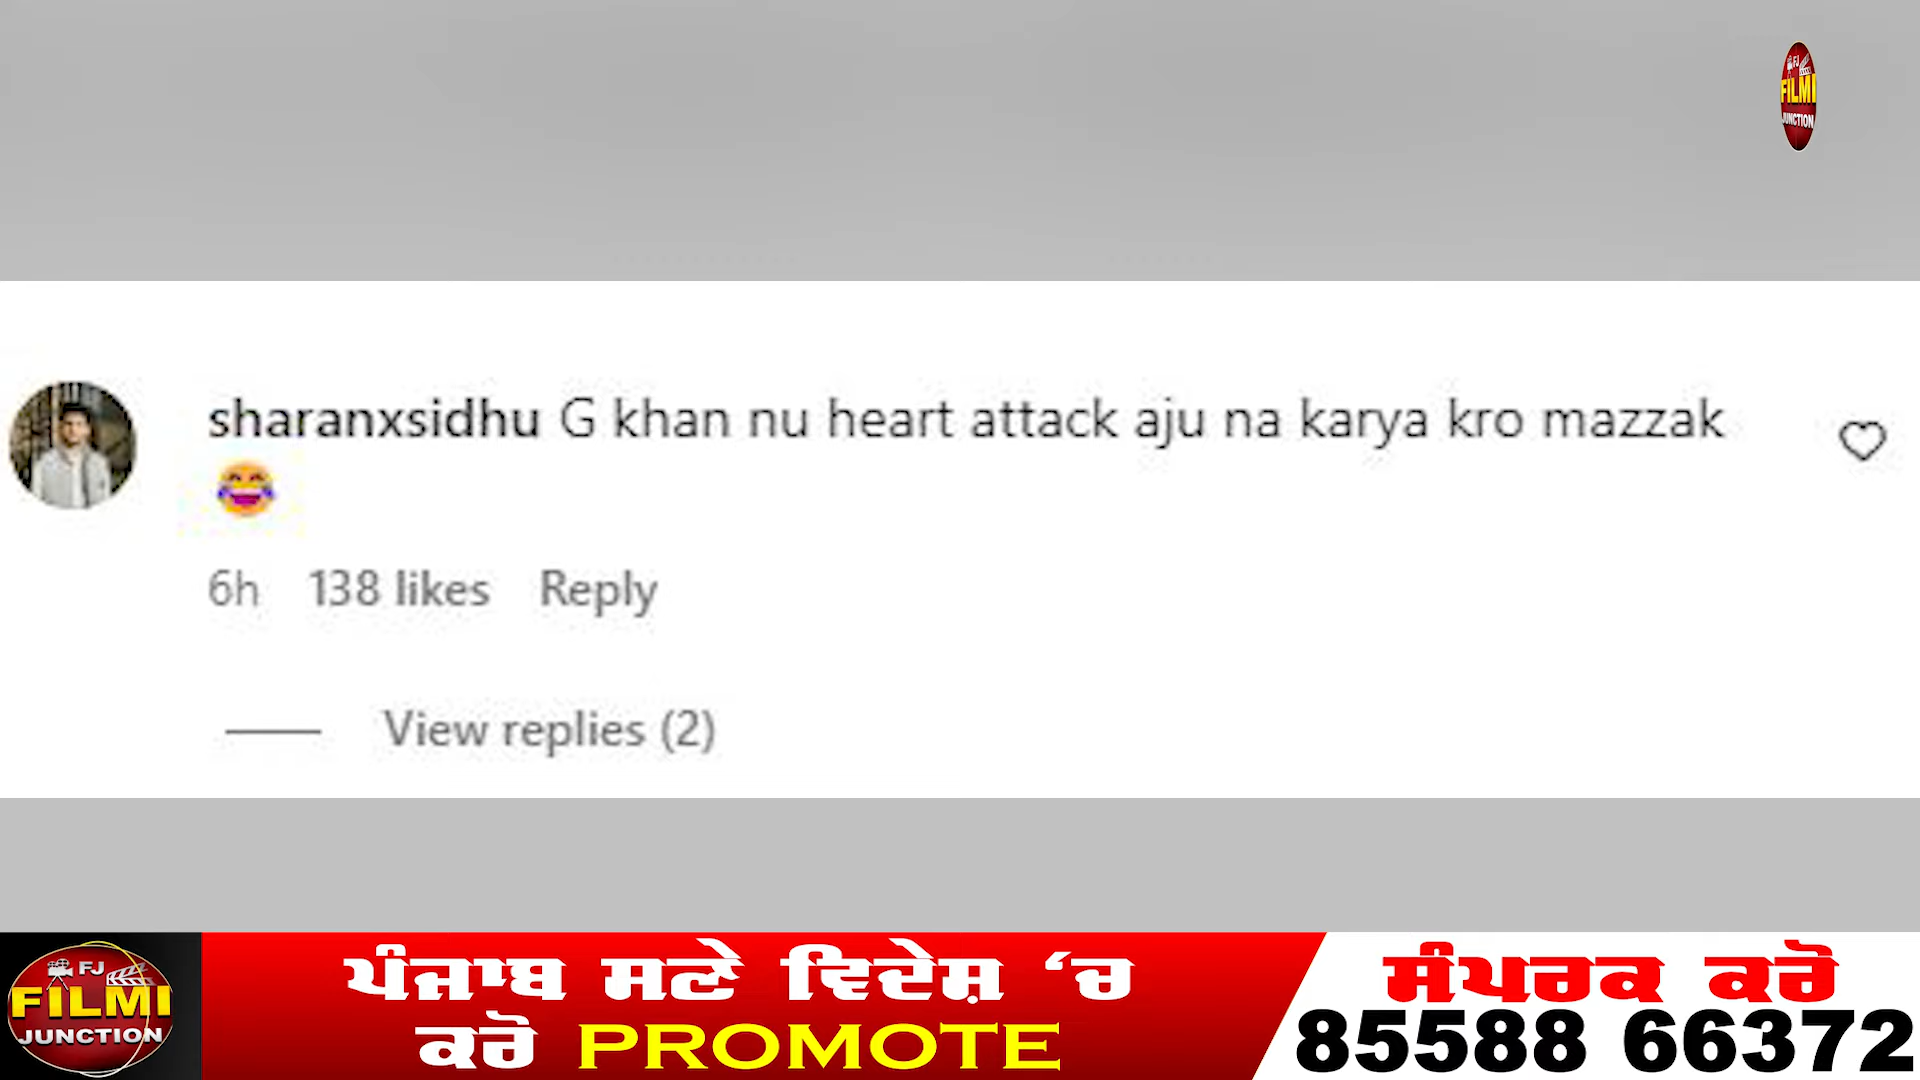 FJ
FILMI
JUNCTION
sharanxsidhu G khan nu heart attack aju na karya kro mazzak
😂
6h 138 likes Reply
View replies (2)
FJ
FILMI
JUNCTION
ਪੰਜਾਬ ਸਣੇ ਵਿਦੇਸ਼ ‘ਚ
ਕਰੋ PROMOTE
ਸੰਪਰਕ ਕਰੋ
85588 66372